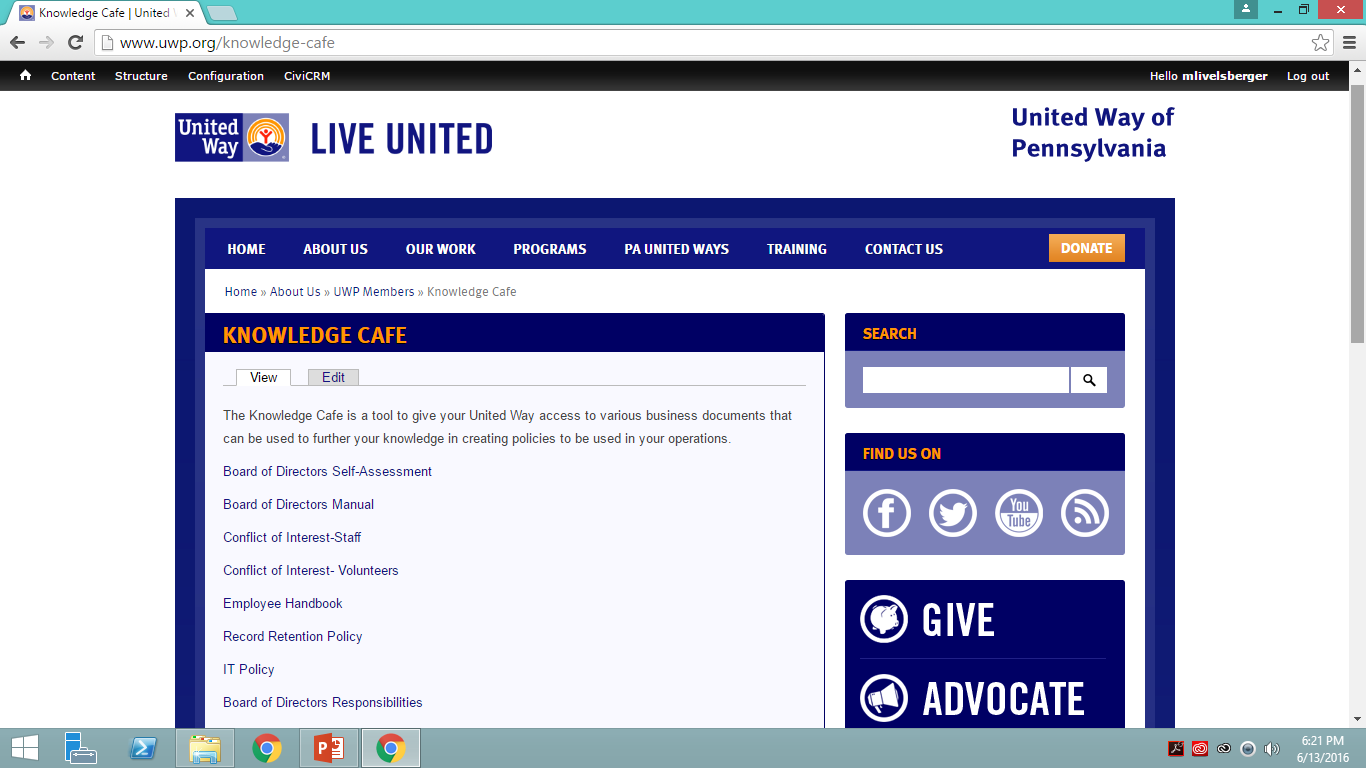 Knowledge Cafe | United
www.uwp.org/knowledge-cafe
Content Structure Configuration CiviCRM Hello mlivelsberger Log out
United Way
LIVE UNITED
United Way of
Pennsylvania
HOME ABOUT US OUR WORK PROGRAMS PA UNITED WAYS TRAINING CONTACT US DONATE
Home » About Us » UWP Members » Knowledge Cafe
KNOWLEDGE CAFE
View Edit
The Knowledge Cafe is a tool to give your United Way access to various business documents that
can be used to further your knowledge in creating policies to be used in your operations.
Board of Directors Self-Assessment
Board of Directors Manual
Conflict of Interest-Staff
Conflict of Interest- Volunteers
Employee Handbook
Record Retention Policy
IT Policy
Board of Directors Responsibilities
SEARCH
FIND US ON
You
Tube
GIVE
ADVOCATE
6:21 PM
6/13/2016